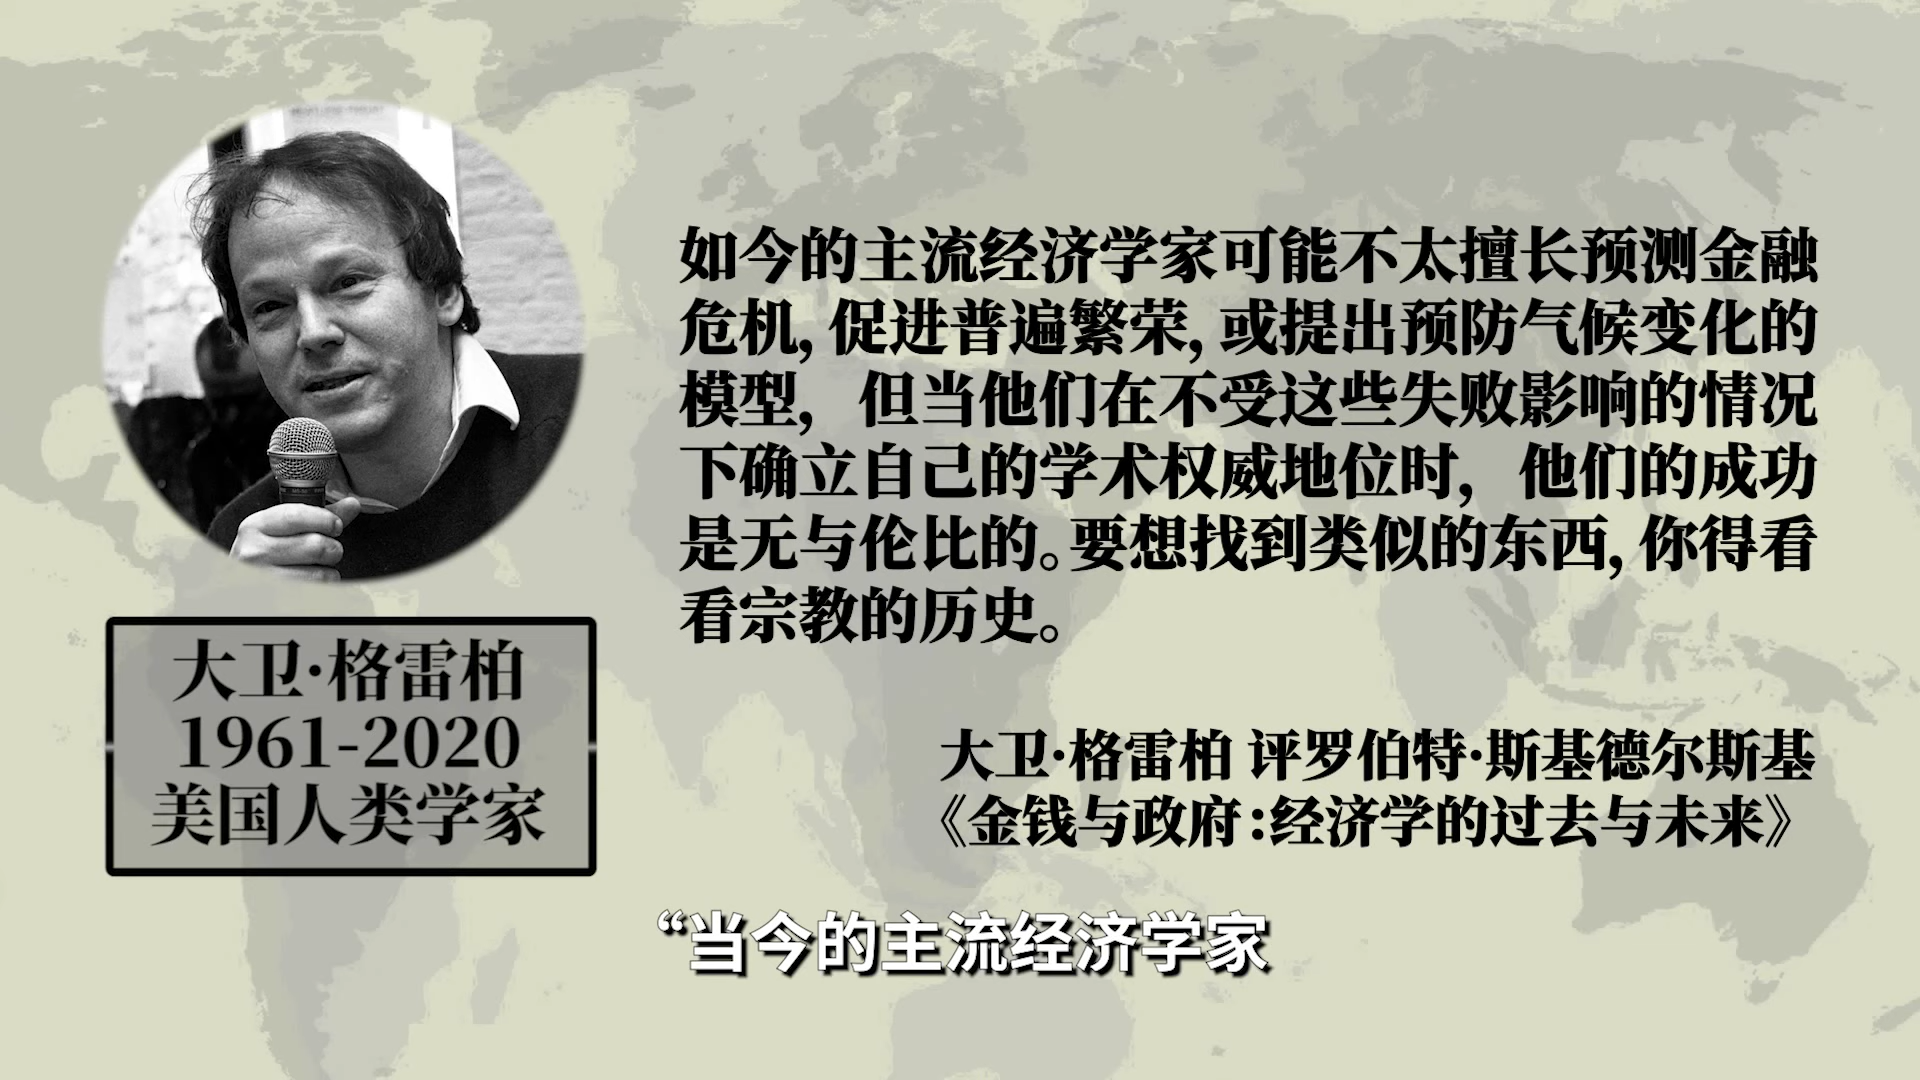 如今的主流经济学家可能不太擅长预测金融
危机，促进普遍繁荣，或提出预防气候变化的
模型，但当他们在不受这些失败影响的情况
下确立自己的学术权威地位时，他们的成功
是无与伦比的。要想找到类似的东西，你得看
看宗教的历史。
大卫·格雷柏
1961-2020
美国人类学家
大卫·格雷柏 评罗伯特·斯基德尔斯基
《金钱与政府：经济学的过去与未来》
“当今的主流经济学家